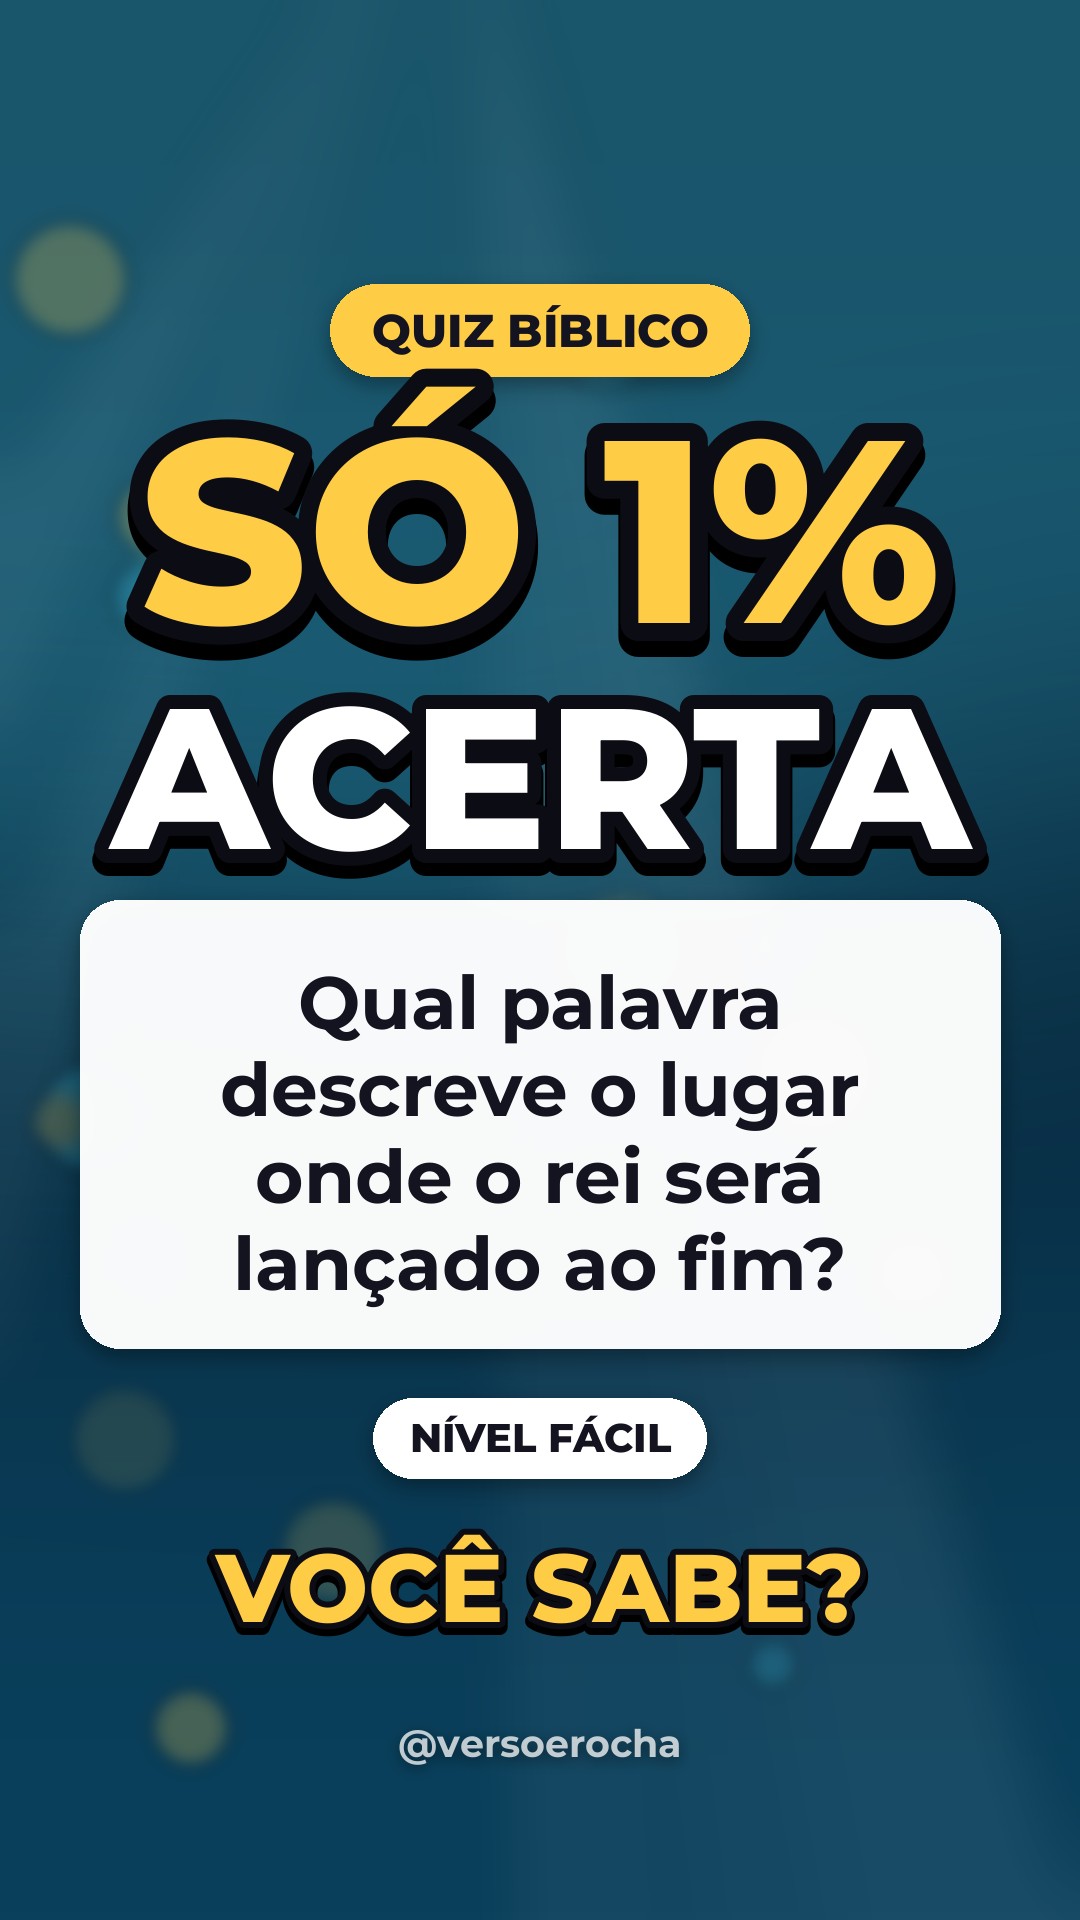 QUIZ BÍBLICO
SÓ 1%
ACERTA
Qual palavra
descreve o lugar
onde o rei será
lançado ao fim?
NÍVEL FÁCIL
VOCÊ SABE?
@versoerocha